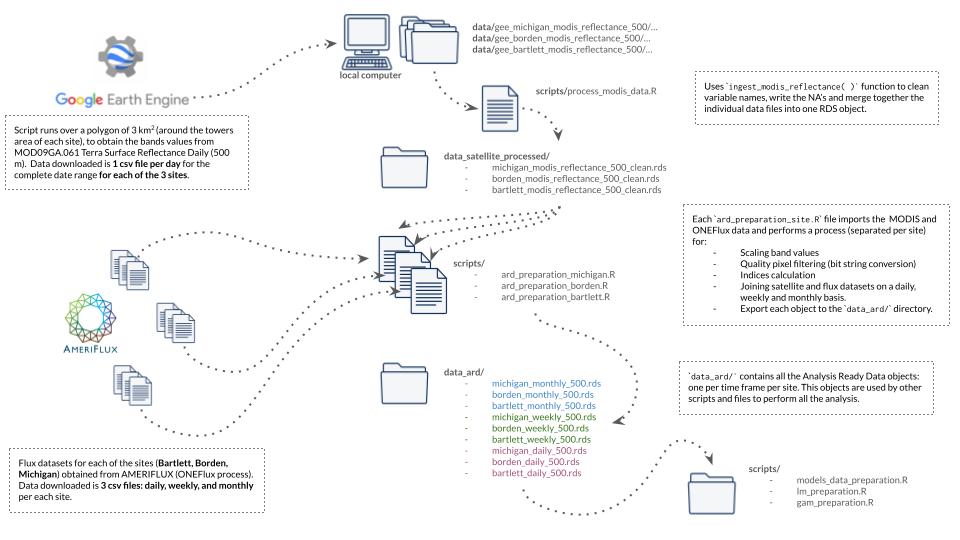 data/gee_michigan_modis_reflectance_500/...
data/gee_borden_modis_reflectance_500/...
data/gee_bartlett_modis_reflectance_500/...
local computer
Google Earth Engine
Script runs over a polygon of 3 km2 (around the towers
area of each site), to obtain the bands values from
MOD09GA.061 Terra Surface Reflectance Daily (500
m). Data downloaded is 1 csv file per day for the
complete date range for each of the 3 sites.
scripts/process_modis_data.R
Uses `ingest_modis_reflectance( )` function to clean
variable names, write the NA's and merge together the
individual data files into one RDS object.
data_satellite_processed/
- michigan_modis_reflectance_500_clean.rds
- borden_modis_reflectance_500_clean.rds
- bartlett_modis_reflectance_500_clean.rds
Each `ard_preparation_site.R` file imports the MODIS and
ONEFlux data and performs a process (separated per site)
for:
- Scaling band values
- Quality pixel filtering (bit string conversion)
- Indices calculation
- Joining satellite and flux datasets on a daily,
weekly and monthly basis.
- Export each object to the `data_ard/` directory.
scripts/
- ard_preparation_michigan.R
- ard_preparation_borden.R
- ard_preparation_bartlett.R
AMERIFLUX
data_ard/
- michigan_monthly_500.rds
- borden_monthly_500.rds
- bartlett_monthly_500.rds
- michigan_weekly_500.rds
- borden_weekly_500.rds
- bartlett_weekly_500.rds
- michigan_daily_500.rds
- borden_daily_500.rds
- bartlett_daily_500.rds
`data_ard/` contains all the Analysis Ready Data objects:
one per time frame per site. This objects are used by other
scripts and files to perform all the analysis.
Flux datasets for each of the sites (Bartlett, Borden,
Michigan) obtained from AMERIFLUX (ONEFlux process).
Data downloaded is 3 csv files: daily, weekly, and monthly
per each site.
scripts/
- models_data_preparation.R
- lm_preparation.R
- gam_preparation.R